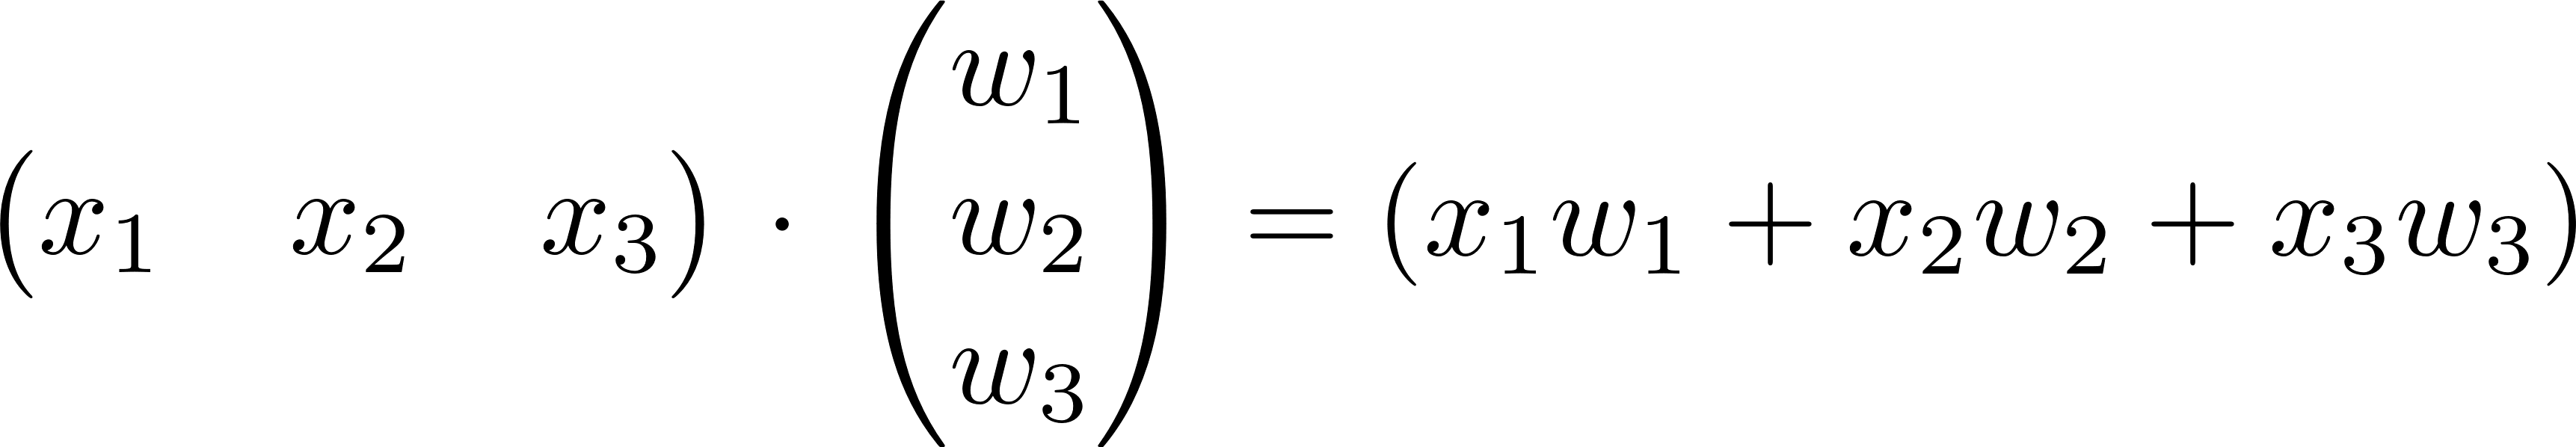 (x₁ x₂ x₃) · (w₁ w₂ w₃) = (x₁w₁ + x₂w₂ + x₃w₃)